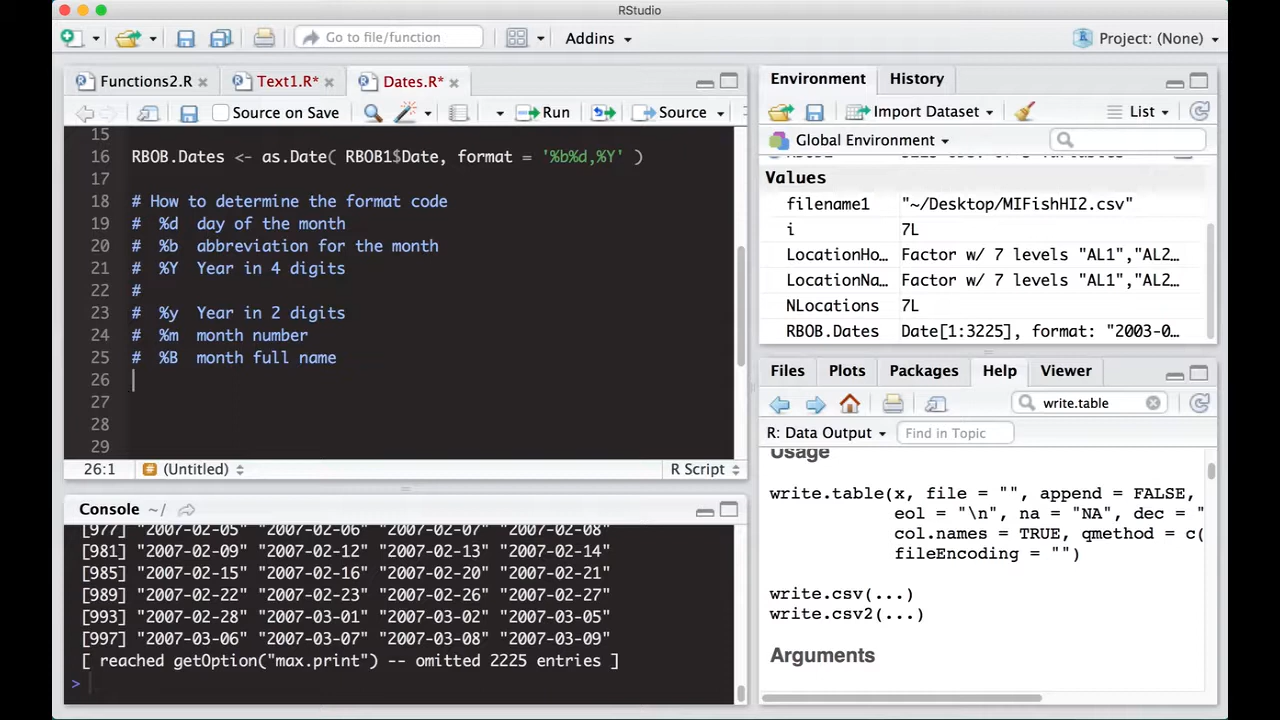 RStudio
Go to file/function
Addins
Project: (None)
Functions2.R
Text1.R*
Dates.R*
Source on Save
Run
Source
15
16 RBOB.Dates <- as.Date( RBOB1$Date, format = '%b%d,%Y' )
17
18 # How to determine the format code
19 # %d day of the month
20 # %b abbreviation for the month
21 # %Y Year in 4 digits
22 #
23 # %y Year in 2 digits
24 # %m month number
25 # %B month full name
26
27
28
29
26:1 (Untitled) R Script
Console ~/
[977] "2007-02-05" "2007-02-06" "2007-02-07" "2007-02-08"
[981] "2007-02-09" "2007-02-12" "2007-02-13" "2007-02-14"
[985] "2007-02-15" "2007-02-16" "2007-02-20" "2007-02-21"
[989] "2007-02-22" "2007-02-23" "2007-02-26" "2007-02-27"
[993] "2007-02-28" "2007-03-01" "2007-03-02" "2007-03-05"
[997] "2007-03-06" "2007-03-07" "2007-03-08" "2007-03-09"
[ reached getOption("max.print") -- omitted 2225 entries ]
>
Environment History
Import Dataset
List
Global Environment
Values
filename1 "~/Desktop/MIFishHI2.csv"
i 7L
LocationHo… Factor w/ 7 levels "AL1","AL2…
LocationNa… Factor w/ 7 levels "AL1","AL2…
NLocations 7L
RBOB.Dates Date[1:3225], format: "2003-0…
Files Plots Packages Help Viewer
write.table
R: Data Output
Find in Topic
Usage
write.table(x, file = "", append = FALSE,
eol = "\n", na = "NA", dec = "
col.names = TRUE, qmethod = c(
fileEncoding = "")
write.csv(...)
write.csv2(...)
Arguments